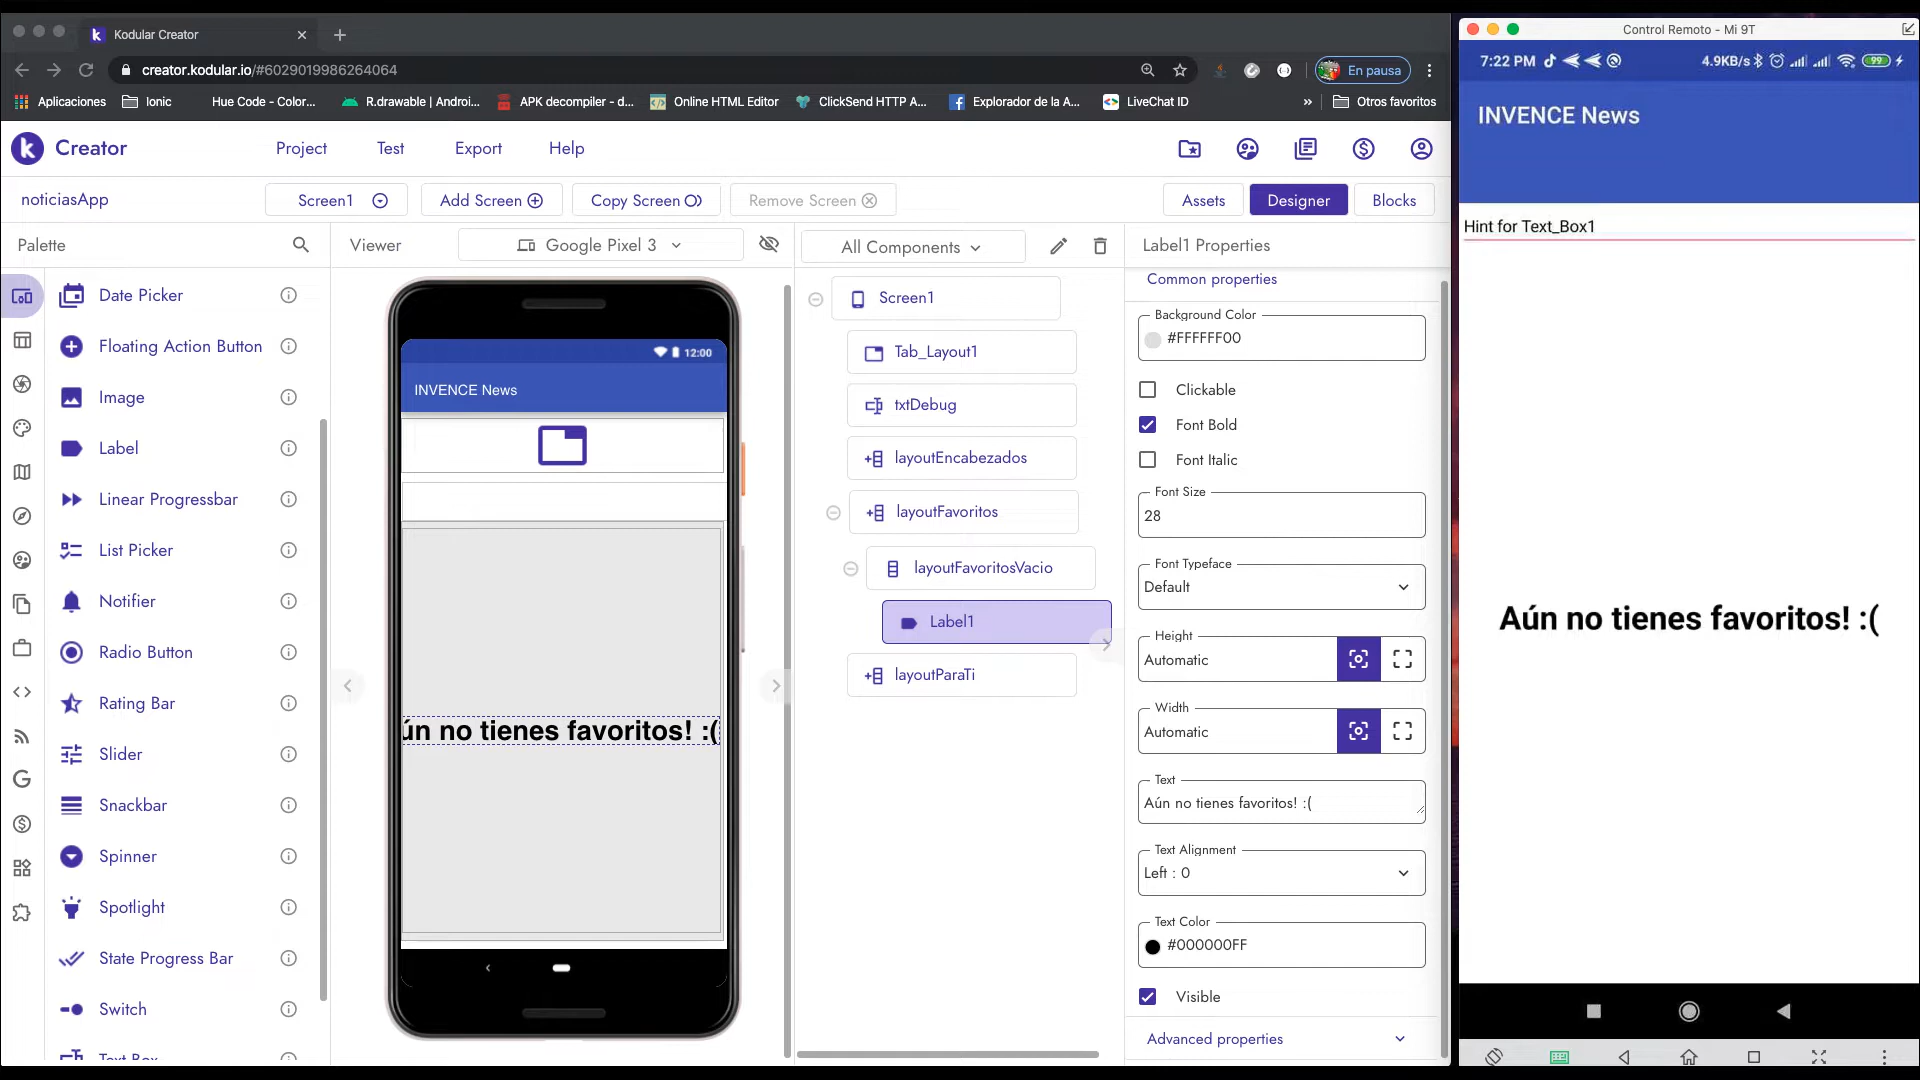 Kodular Creator
creator.kodular.io/#6029019986264064
En pausa
Aplicaciones
Ionic
Hue Code - Color...
R.drawable | Androi...
APK decompiler - d...
Online HTML Editor
ClickSend HTTP A...
Explorador de la A...
LiveChat ID
»
Otros favoritos
Creator
Project
Test
Export
Help
noticiasApp
Screen1
Add Screen
Copy Screen
Remove Screen
Assets
Designer
Blocks
Palette
Date Picker
Floating Action Button
Image
Label
Linear Progressbar
List Picker
Notifier
Radio Button
Rating Bar
Slider
Snackbar
Spinner
Spotlight
State Progress Bar
Switch
Text Box
Viewer
Google Pixel 3
12:00
INVENCE News
ún no tienes favoritos! :(
All Components
Screen1
Tab_Layout1
txtDebug
layoutEncabezados
layoutFavoritos
layoutFavoritosVacio
Label1
layoutParaTi
Label1 Properties
Common properties
Background Color
#FFFFFF00
Clickable
Font Bold
Font Italic
Font Size
28
Font Typeface
Default
Height
Automatic
Width
Automatic
Text
Aún no tienes favoritos! :(
Text Alignment
Left : 0
Text Color
#000000FF
Visible
Advanced properties
Control Remoto - Mi 9T
7:22 PM
4.9KB/s
99
INVENCE News
Hint for Text_Box1
Aún no tienes favoritos! :(